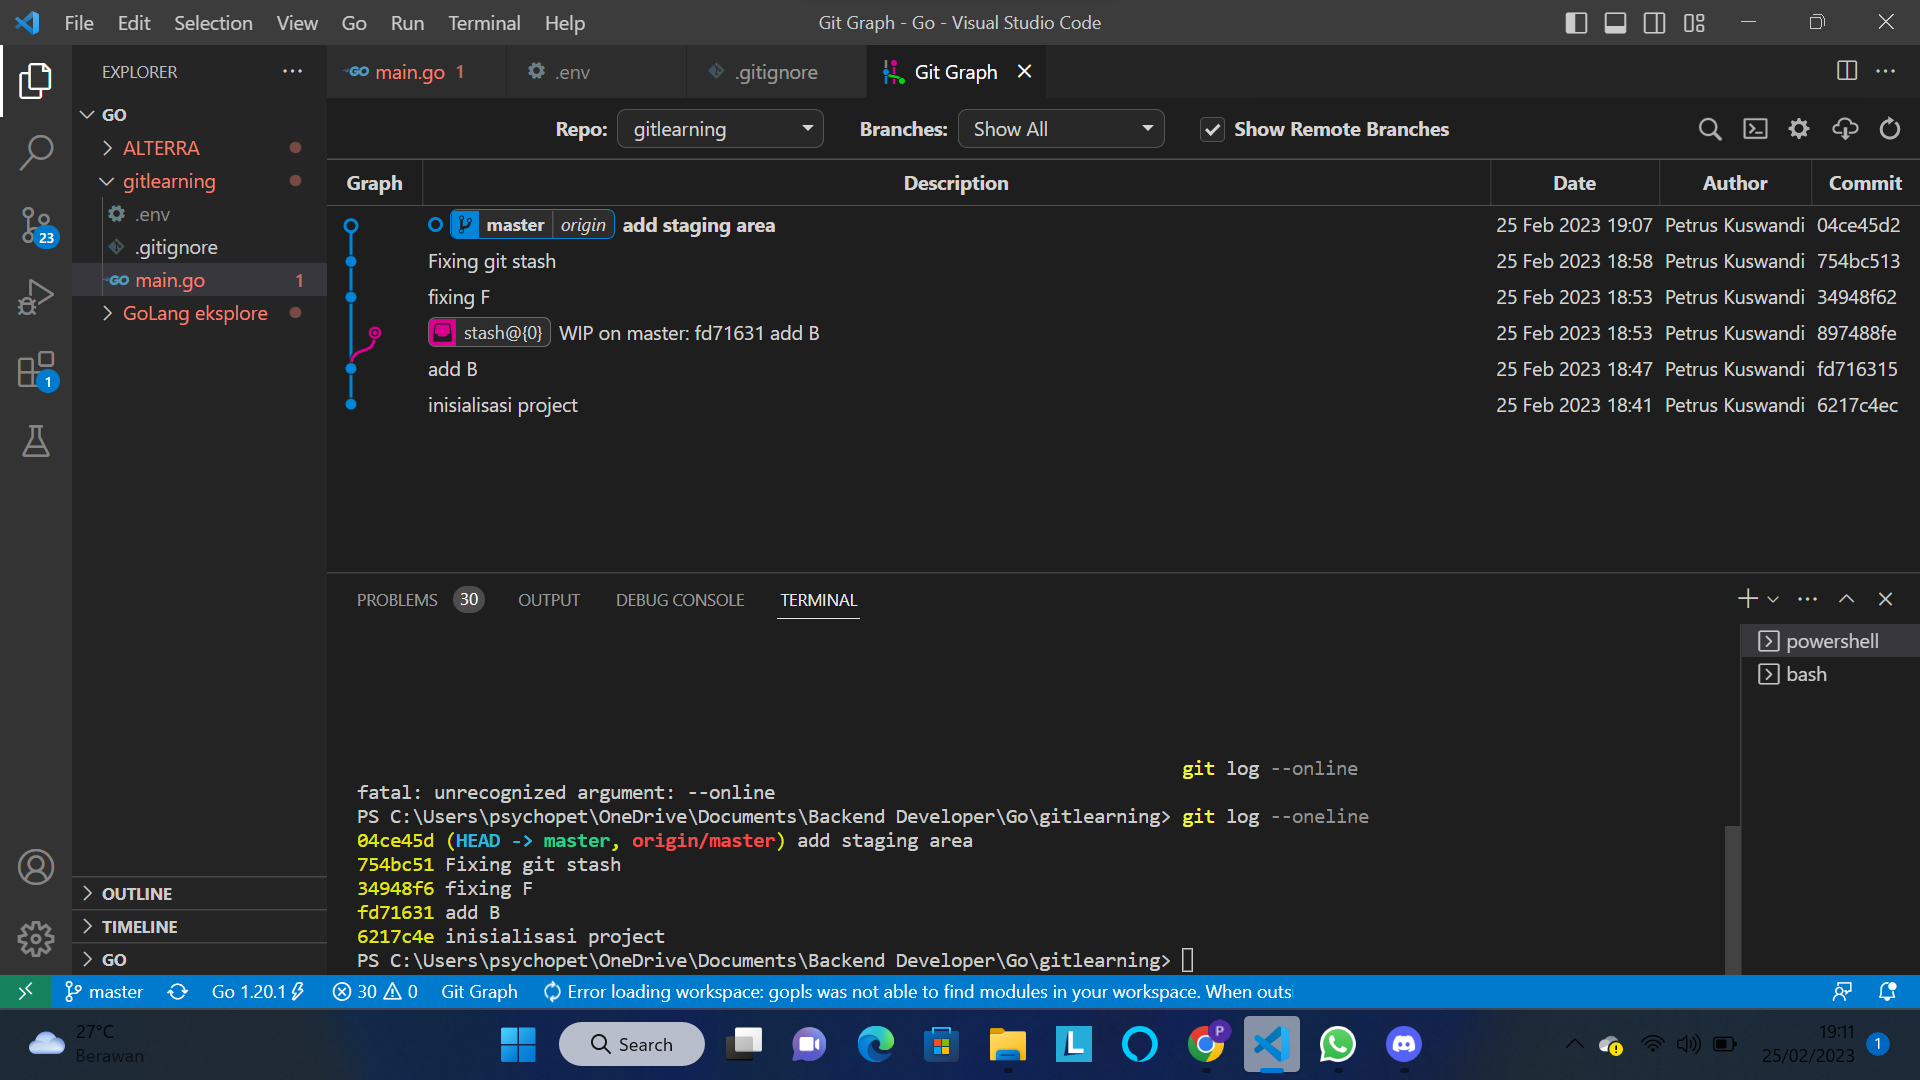 File Edit Selection View Go Run Terminal Help
Git Graph - Go - Visual Studio Code
EXPLORER
GO main.go 1
.env
.gitignore
Git Graph
GO
ALTERRA
gitlearning
.env
.gitignore
GO main.go 1
GoLang eksplore
23
1
OUTLINE
TIMELINE
GO
Repo: gitlearning Branches: Show All Show Remote Branches
Graph Description Date Author Commit
master origin add staging area 25 Feb 2023 19:07 Petrus Kuswandi 04ce45d2
Fixing git stash 25 Feb 2023 18:58 Petrus Kuswandi 754bc513
fixing F 25 Feb 2023 18:53 Petrus Kuswandi 34948f62
stash@{0} WIP on master: fd71631 add B 25 Feb 2023 18:53 Petrus Kuswandi 897488fe
add B 25 Feb 2023 18:47 Petrus Kuswandi fd716315
inisialisasi project 25 Feb 2023 18:41 Petrus Kuswandi 6217c4ec
PROBLEMS 30 OUTPUT DEBUG CONSOLE TERMINAL
powershell
bash
git log --online
fatal: unrecognized argument: --online
PS C:\Users\psychopet\OneDrive\Documents\Backend Developer\Go\gitlearning> git log --oneline
04ce45d (HEAD -> master, origin/master) add staging area
754bc51 Fixing git stash
34948f6 fixing F
fd71631 add B
6217c4e inisialisasi project
PS C:\Users\psychopet\OneDrive\Documents\Backend Developer\Go\gitlearning>
master Go 1.20.1 30 0 Git Graph Error loading workspace: gopls was not able to find modules in your workspace. When outsi
27°C
Berawan
Search
L
P
19:11
25/02/2023
1